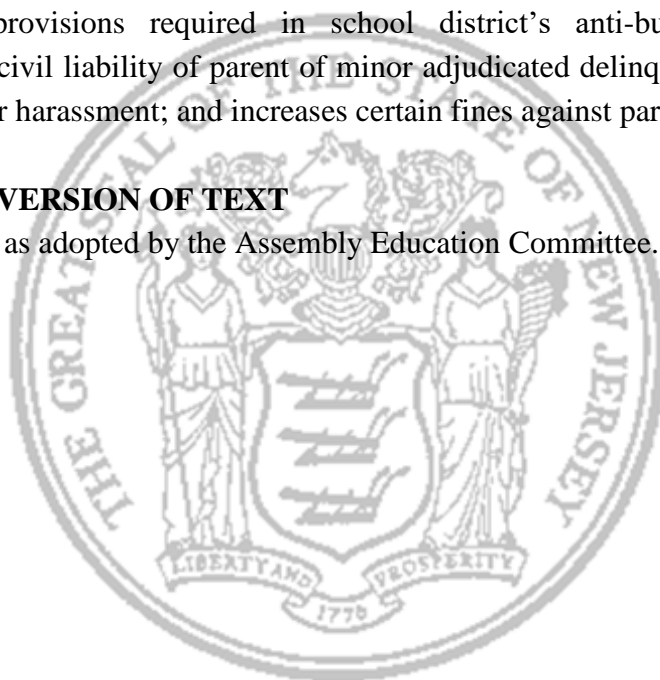 provisions required in school district’s anti-bu
civil liability of parent of minor adjudicated delinq
r harassment; and increases certain fines against par
VERSION OF TEXT
as adopted by the Assembly Education Committee.
THE GREAT SEAL OF THE STATE OF NEW JERSEY
LIBERTY AND PROSPERITY
1776